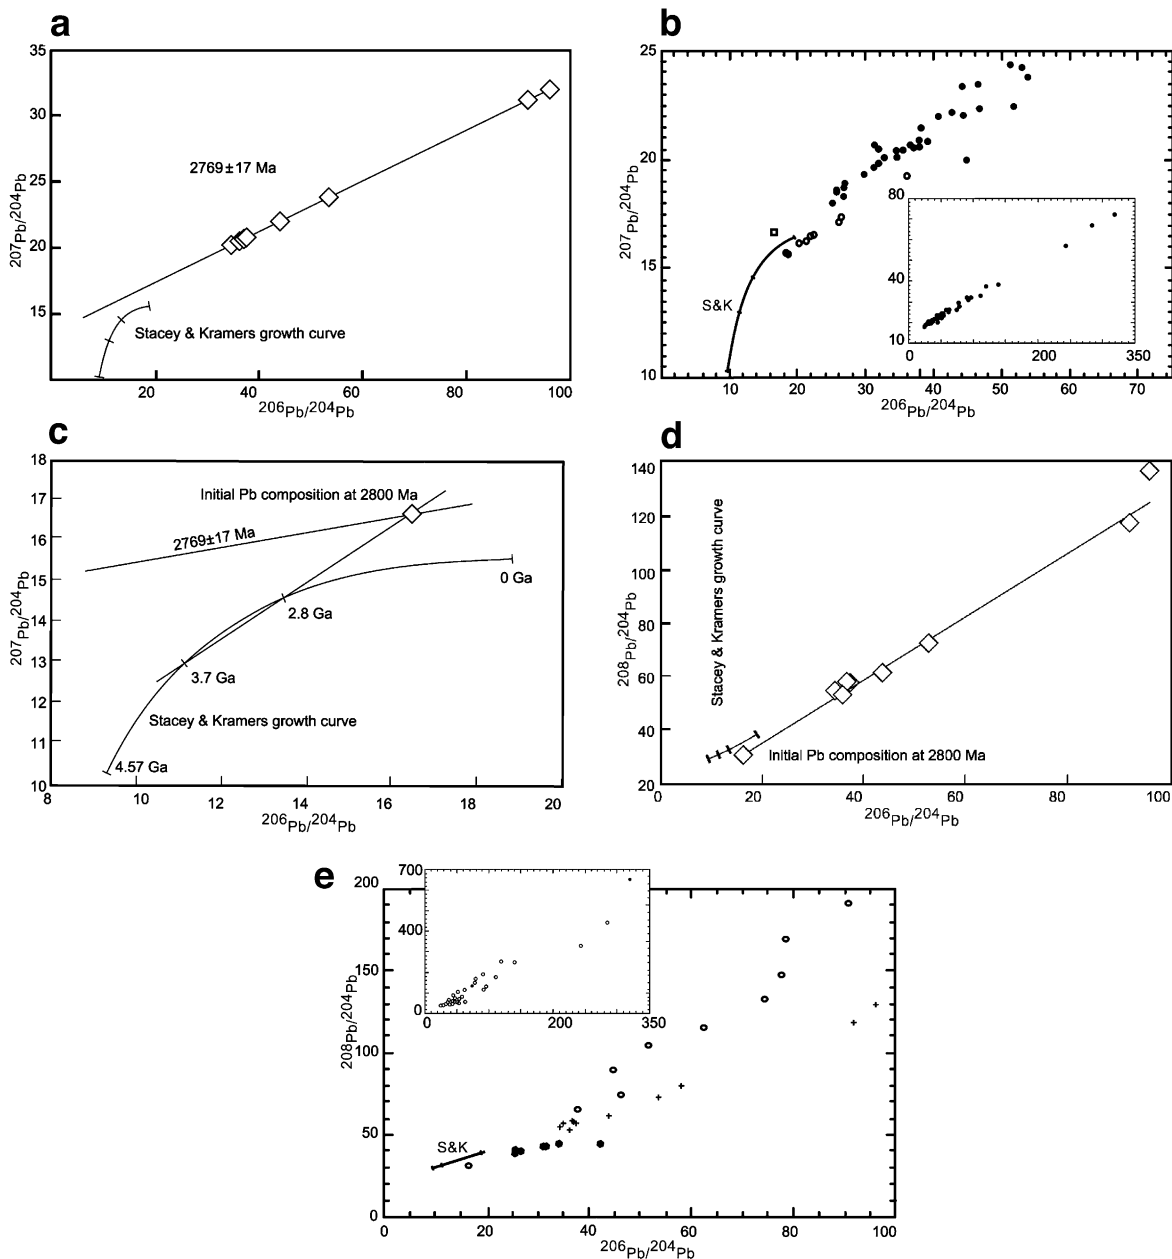 a
35
30
25
20
15
207Pb/204Pb
2769±17 Ma
Stacey & Kramers growth curve
20
40
60
80
100
206Pb/204Pb
b
25
20
15
10
207Pb/204Pb
S&K
80
40
10
0
200
350
10
20
30
40
50
60
70
206Pb/204Pb
c
18
17
16
15
14
13
12
11
10
207Pb/204Pb
Initial Pb composition at 2800 Ma
2769±17 Ma
0 Ga
2.8 Ga
3.7 Ga
Stacey & Kramers growth curve
4.57 Ga
8
10
12
14
16
18
20
206Pb/204Pb
d
140
120
100
80
60
40
20
208Pb/204Pb
Stacey & Kramers growth curve
Initial Pb composition at 2800 Ma
0
20
40
60
80
100
206Pb/204Pb
e
700
400
0
0
200
350
200
150
100
50
0
208Pb/204Pb
S&K
0
20
40
60
80
100
206Pb/204Pb